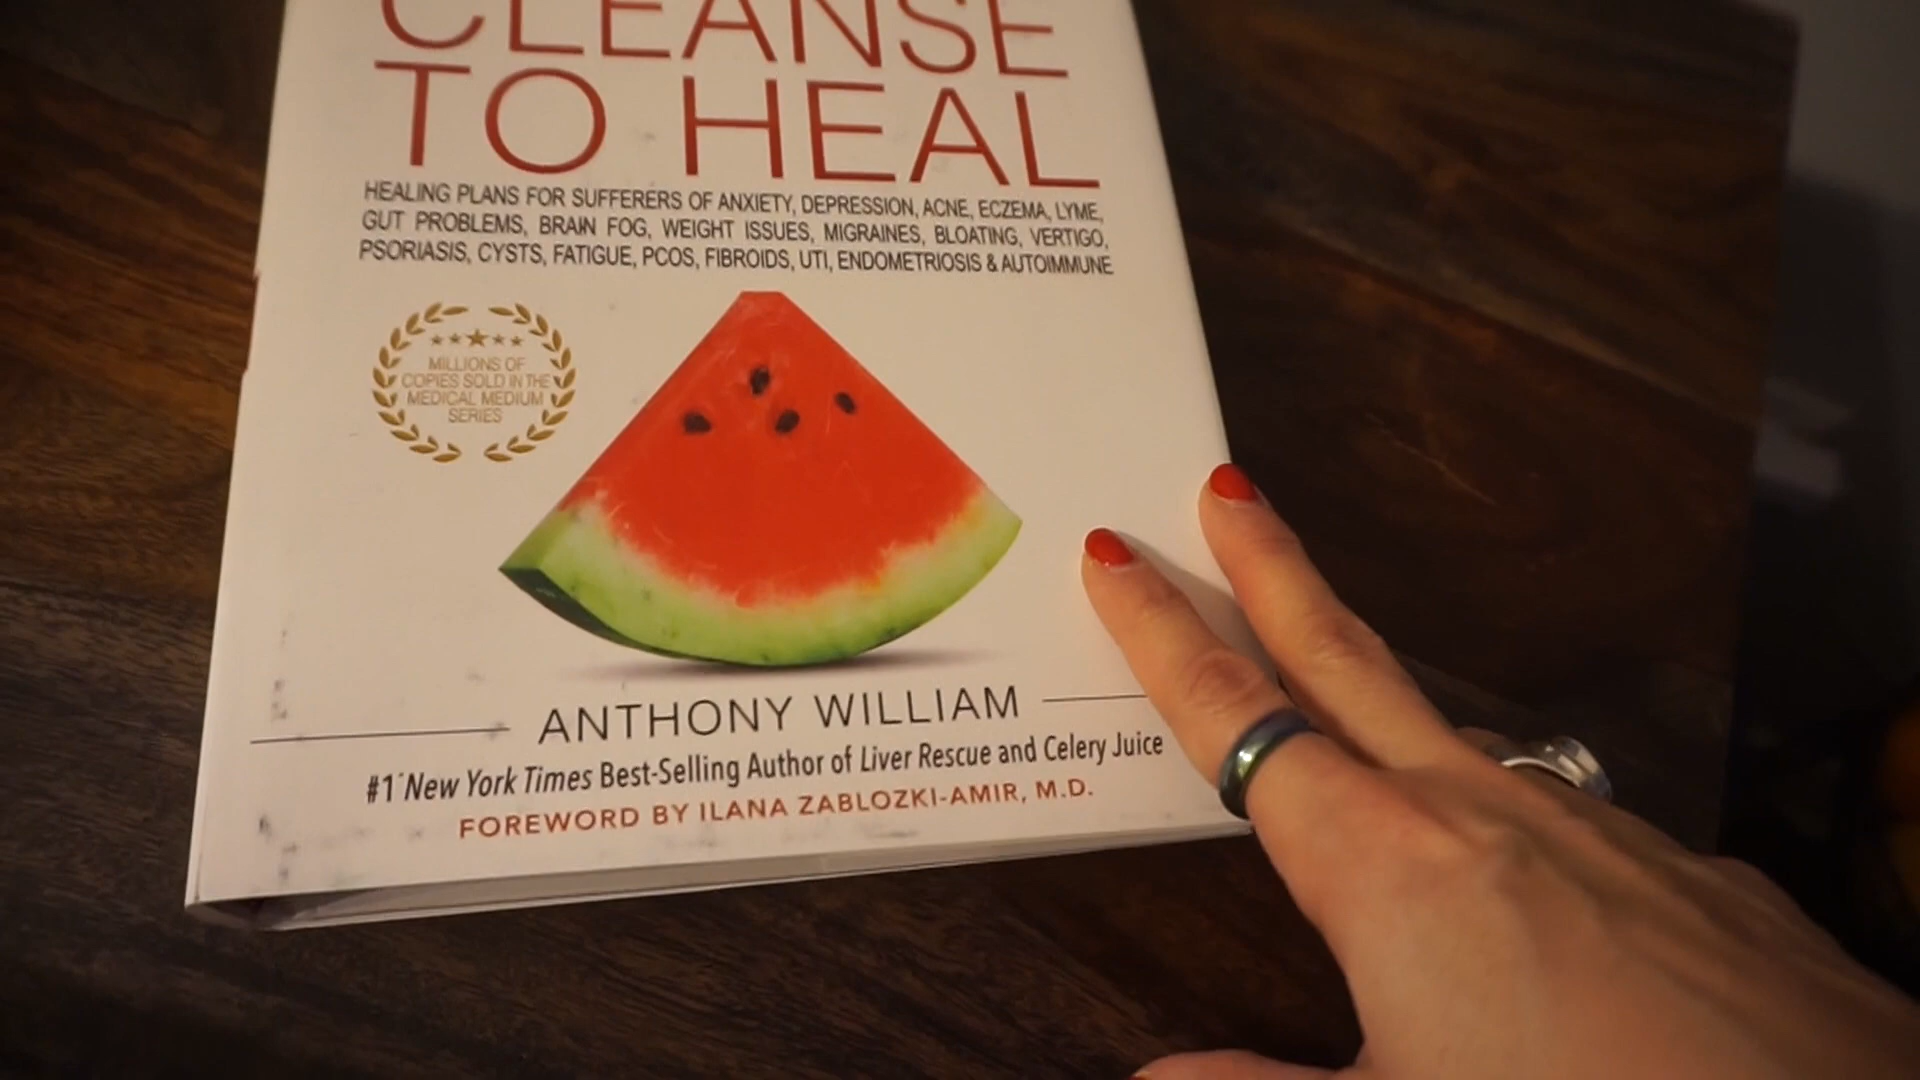 CLEANSE
TO HEAL
HEALING PLANS FOR SUFFERERS OF ANXIETY, DEPRESSION, ACNE, ECZEMA, LYME,
GUT PROBLEMS, BRAIN FOG, WEIGHT ISSUES, MIGRAINES, BLOATING, VERTIGO,
PSORIASIS, CYSTS, FATIGUE, PCOS, FIBROIDS, UTI, ENDOMETRIOSIS & AUTOIMMUNE
MILLIONS OF
COPIES SOLD IN THE
MEDICAL MEDIUM
SERIES
ANTHONY WILLIAM
#1 New York Times Best-Selling Author of Liver Rescue and Celery Juice
FOREWORD BY ILANA ZABLOZKI-AMIR, M.D.